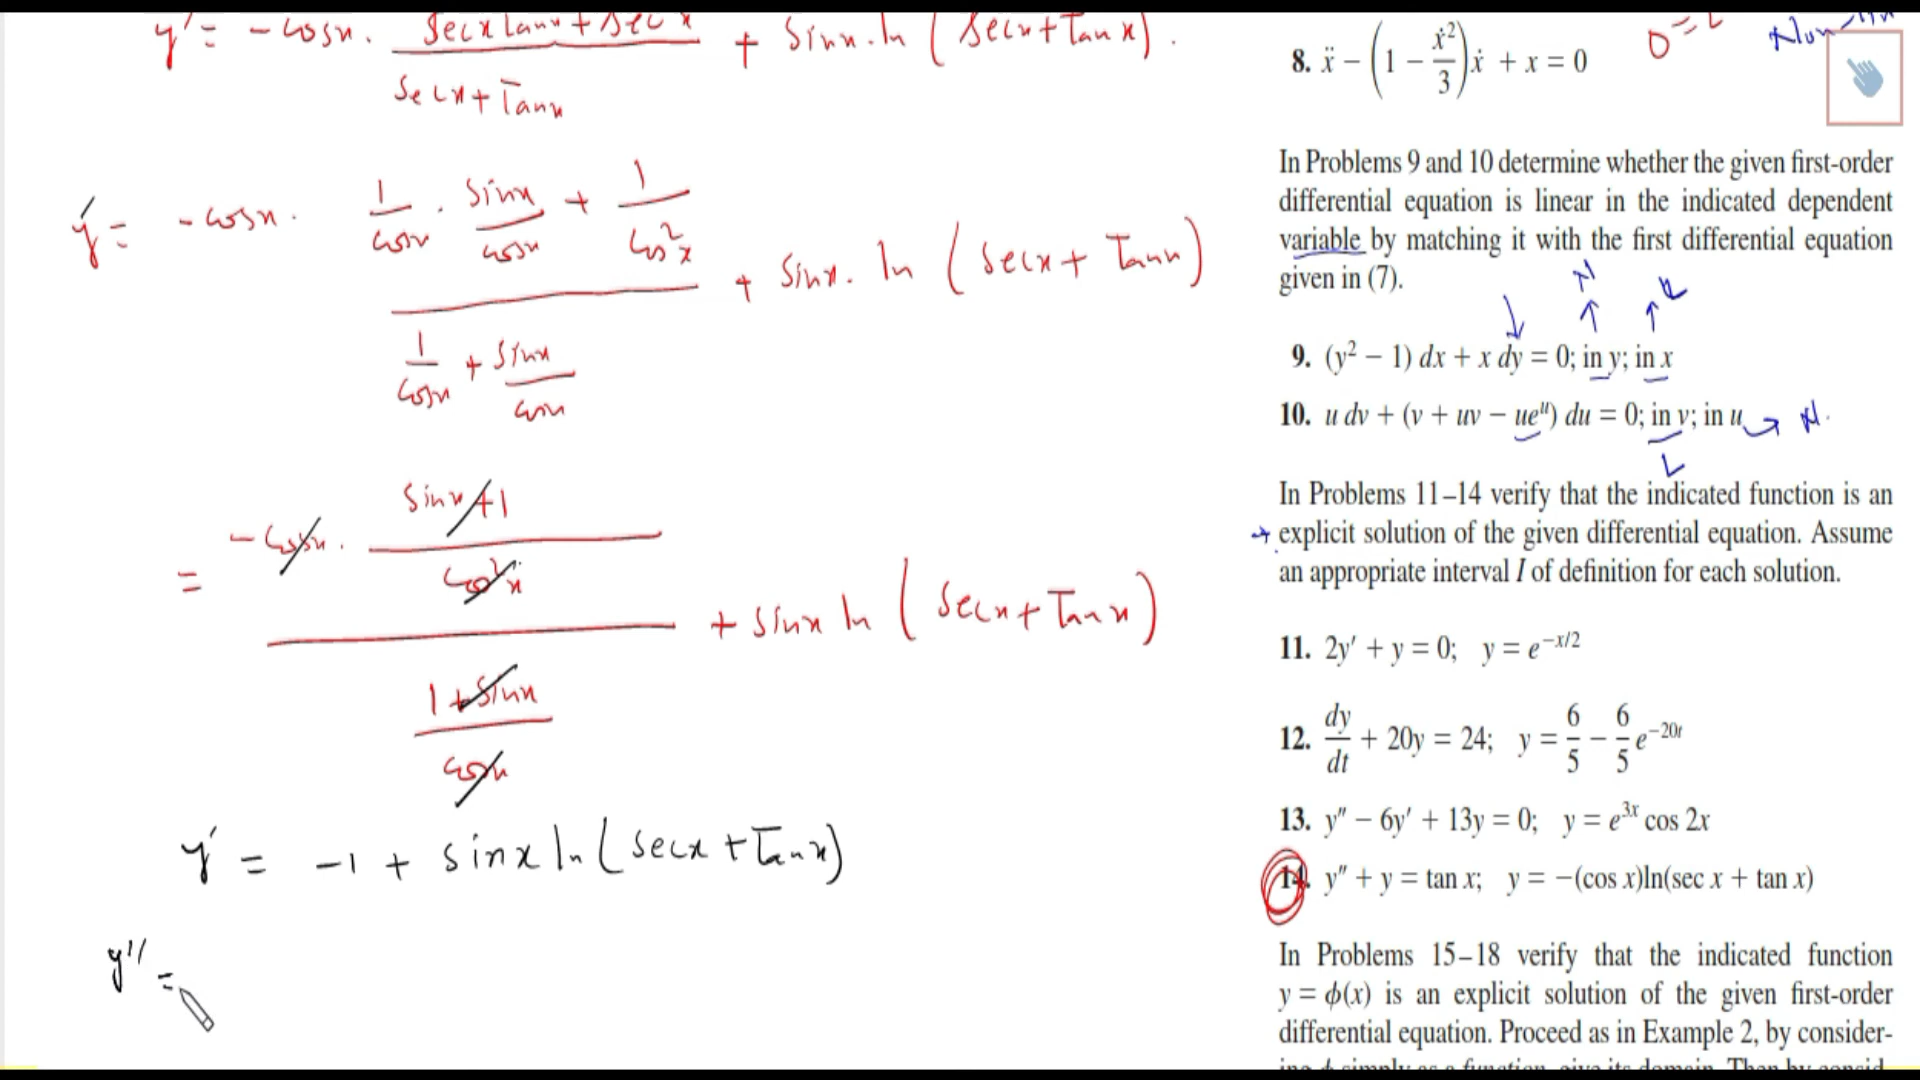 y' = -cosx. secx tanx + sec²x / secx + Tanx + Sinx.ln (Secx+Tanx).
y' = -cosx. 1/cosx . sinx/cosx + 1/cos²x / 1/cosx + sinx/cosx + Sinx. ln (Secx + Tanx)
= -cosx. sinx+1 / cos²x / 1+sinx / cosx + sinx ln (Secx+Tanx)
y' = -1 + sinx ln (secx + Tanx)
y'' =
8. ẍ − (1 − ẋ²/3)ẋ + x = 0
In Problems 9 and 10 determine whether the given first-order
differential equation is linear in the indicated dependent
variable by matching it with the first differential equation
given in (7).
N
9. (y² − 1) dx + x dy = 0; in y; in x
10. u dv + (v + uv − ueᵘ) du = 0; in v; in u → N.
L
In Problems 11–14 verify that the indicated function is an
→ explicit solution of the given differential equation. Assume
an appropriate interval I of definition for each solution.
11. 2y′ + y = 0; y = e^−x/2
12. dy/dt + 20y = 24; y = 6/5 − 6/5 e^−20t
13. y″ − 6y′ + 13y = 0; y = e^3x cos 2x
14. y″ + y = tan x; y = −(cos x)ln(sec x + tan x)
In Problems 15–18 verify that the indicated function
y = ϕ(x) is an explicit solution of the given first-order
differential equation. Proceed as in Example 2, by consider-